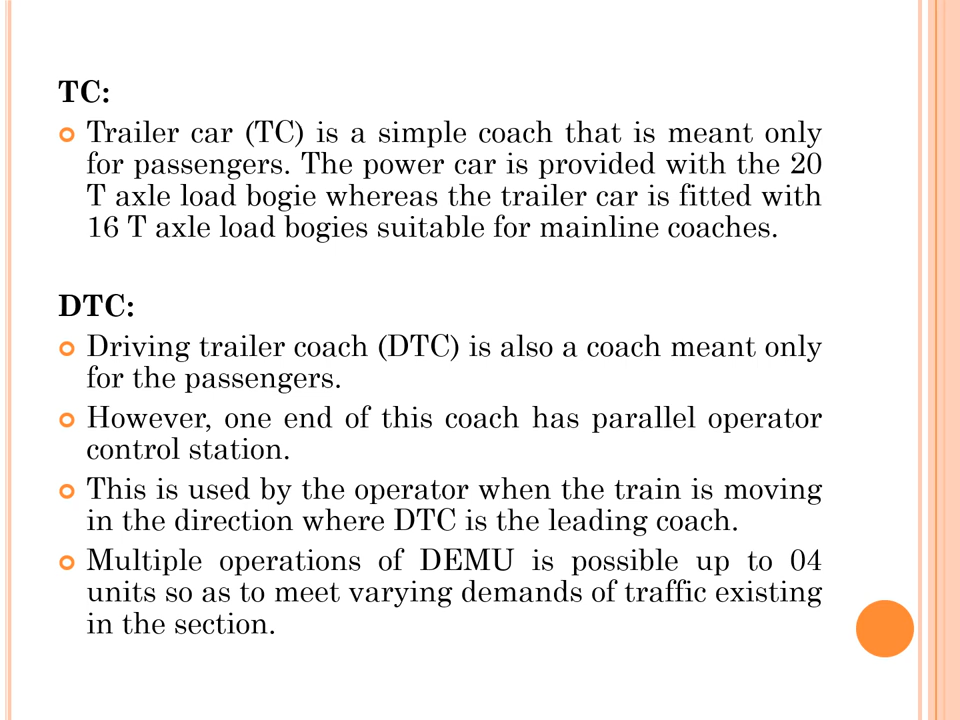 TC:
Trailer car (TC) is a simple coach that is meant only
for passengers. The power car is provided with the 20
T axle load bogie whereas the trailer car is fitted with
16 T axle load bogies suitable for mainline coaches.
DTC:
Driving trailer coach (DTC) is also a coach meant only
for the passengers.
However, one end of this coach has parallel operator
control station.
This is used by the operator when the train is moving
in the direction where DTC is the leading coach.
Multiple operations of DEMU is possible up to 04
units so as to meet varying demands of traffic existing
in the section.